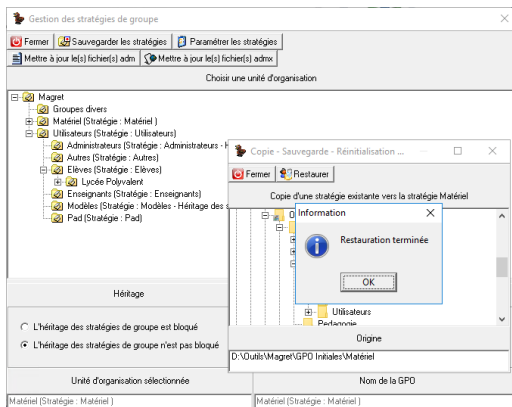 Gestion des stratégies de groupe
Fermer
Sauvegarder les stratégies
Paramétrer les stratégies
Mettre à jour le(s) fichier(s) adm
Mettre à jour le(s) fichier(s) admx
Choisir une unité d'organisation
Magret
Groupes divers
Matériel (Stratégie : Matériel )
Utilisateurs (Stratégie : Utilisateurs)
Administrateurs (Stratégie : Administrateurs - H
Autres (Stratégie : Autres)
Elèves (Stratégie : Elèves)
Lycée Polyvalent
Enseignants (Stratégie : Enseignants)
Modèles (Stratégie : Modèles - Héritage des s
Pad (Stratégie : Pad)
Héritage
L'héritage des stratégies de groupe est bloqué
L'héritage des stratégies de groupe n'est pas bloqué
Unité d'organisation sélectionnée
Nom de la GPO
Matériel (Stratégie : Matériel )
Matériel (Stratégie : Matériel )
Copie - Sauvegarde - Réinitialisation ...
Fermer
Restaurer
Copie d'une stratégie existante vers la stratégie Matériel
Information
Restauration terminée
OK
Utilisateurs
Pedagogie
Origine
D:\Outils\Magret\GPO Initiales\Matériel